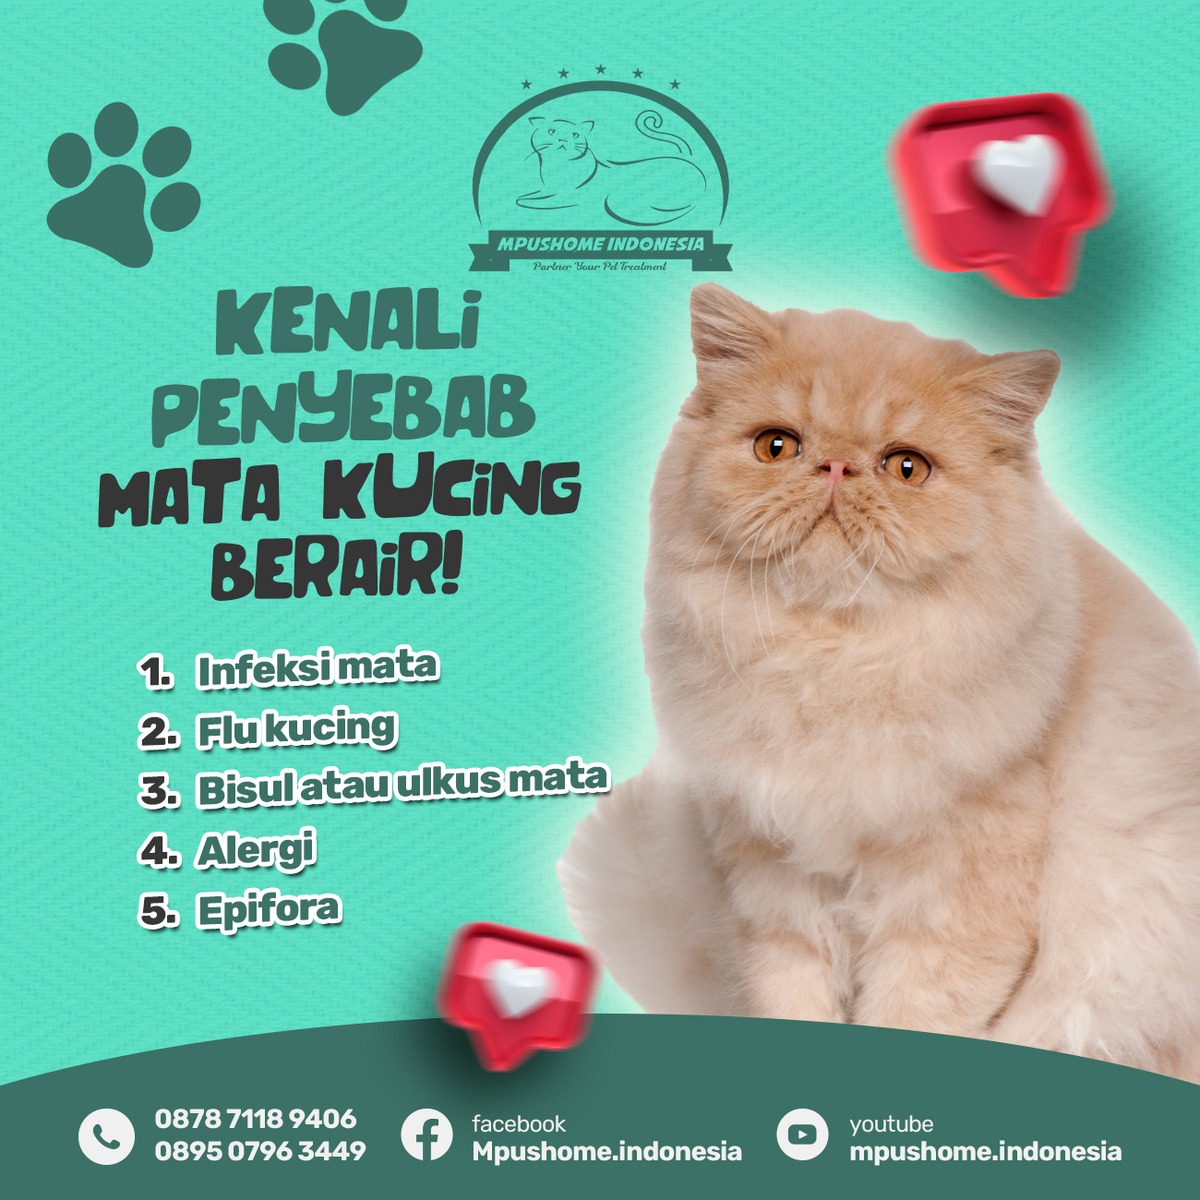 MPUSHOME INDONESIA
Partner Your Pet Treatment
KENALi
PENYEBAB
MATA KUCiNG
BERAiR!
1. Infeksi mata
2. Flu kucing
3. Bisul atau ulkus mata
4. Alergi
5. Epifora
0878 7118 9406
0895 0796 3449
facebook
Mpushome.indonesia
youtube
mpushome.indonesia